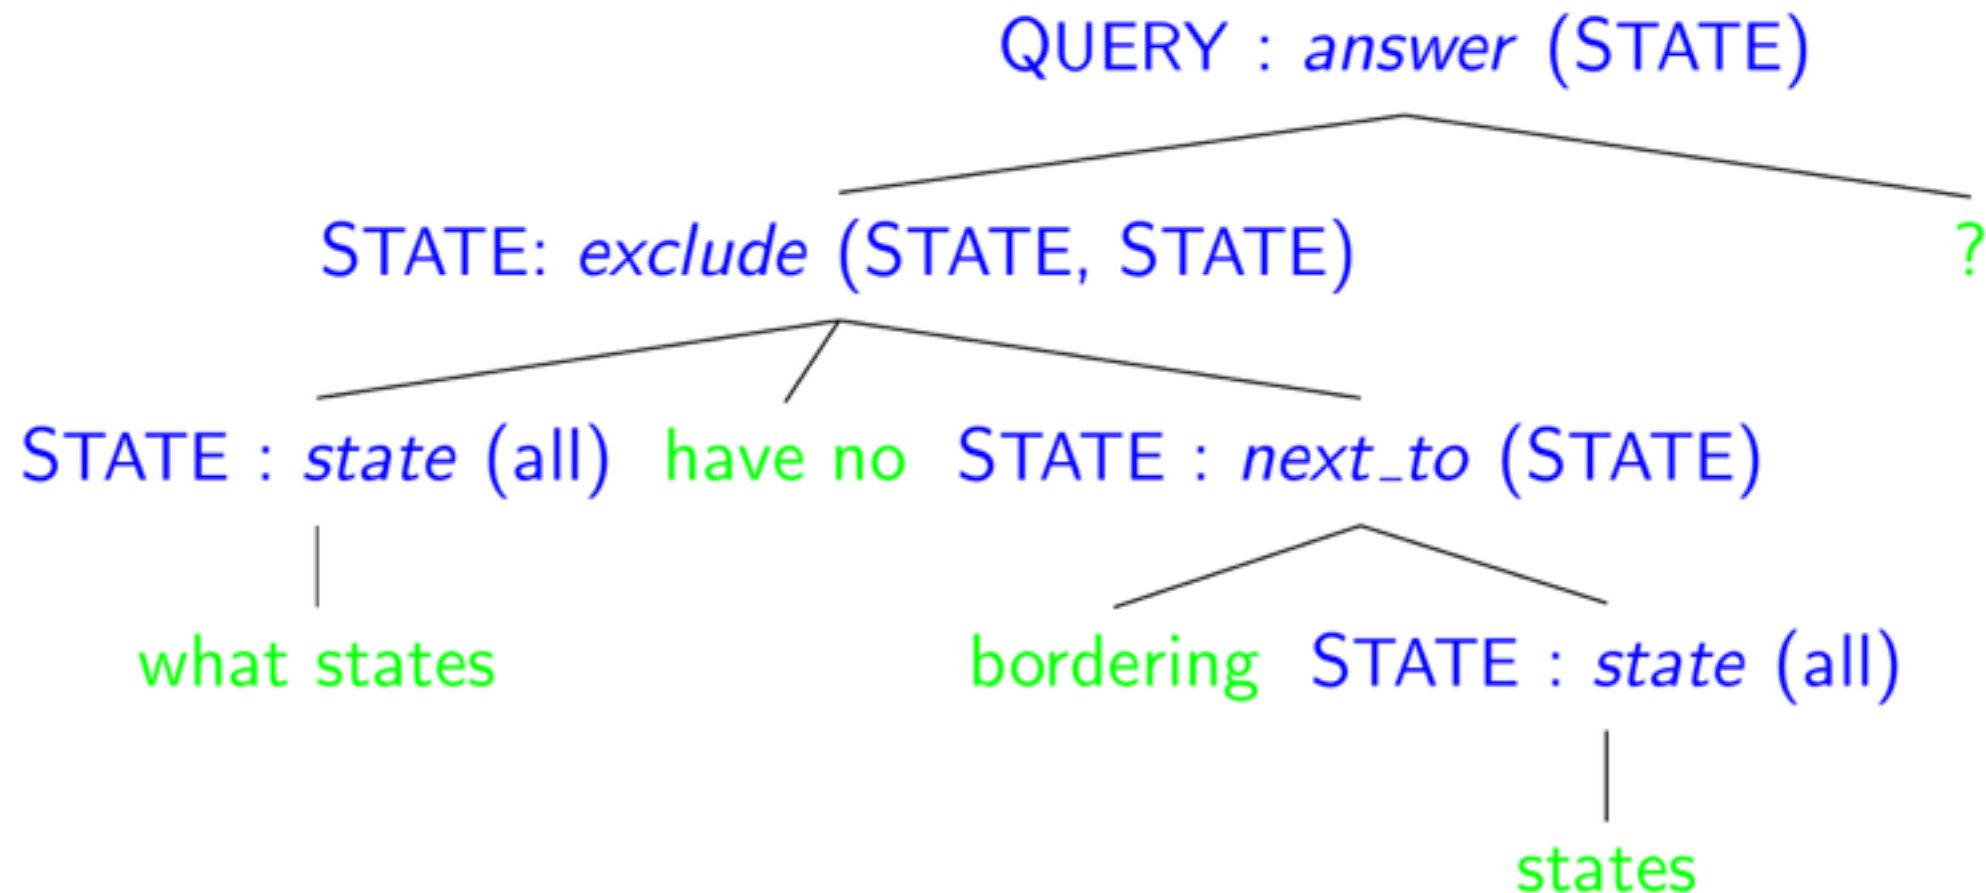 QUERY : answer (STATE)
STATE: exclude (STATE, STATE) ?
STATE : state (all) have no STATE : next_to (STATE)
what states bordering STATE : state (all)
states